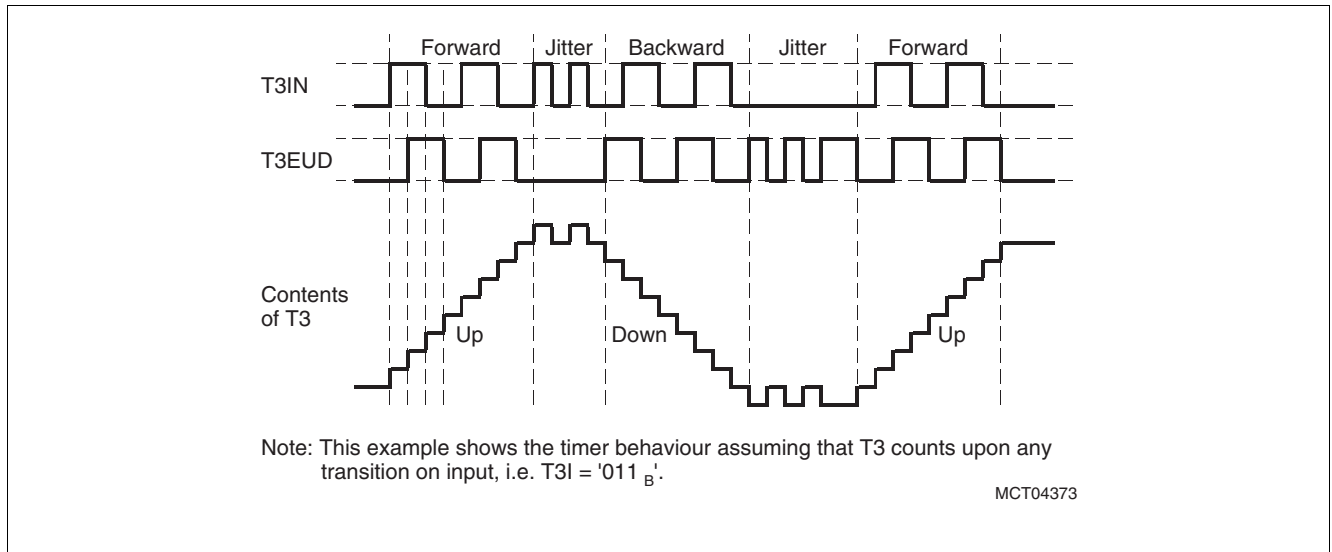 Forward Jitter Backward Jitter Forward
T3IN
T3EUD
Contents
of T3
Up Down Up
Note: This example shows the timer behaviour assuming that T3 counts upon any
transition on input, i.e. T3I = '011 B'.
MCT04373